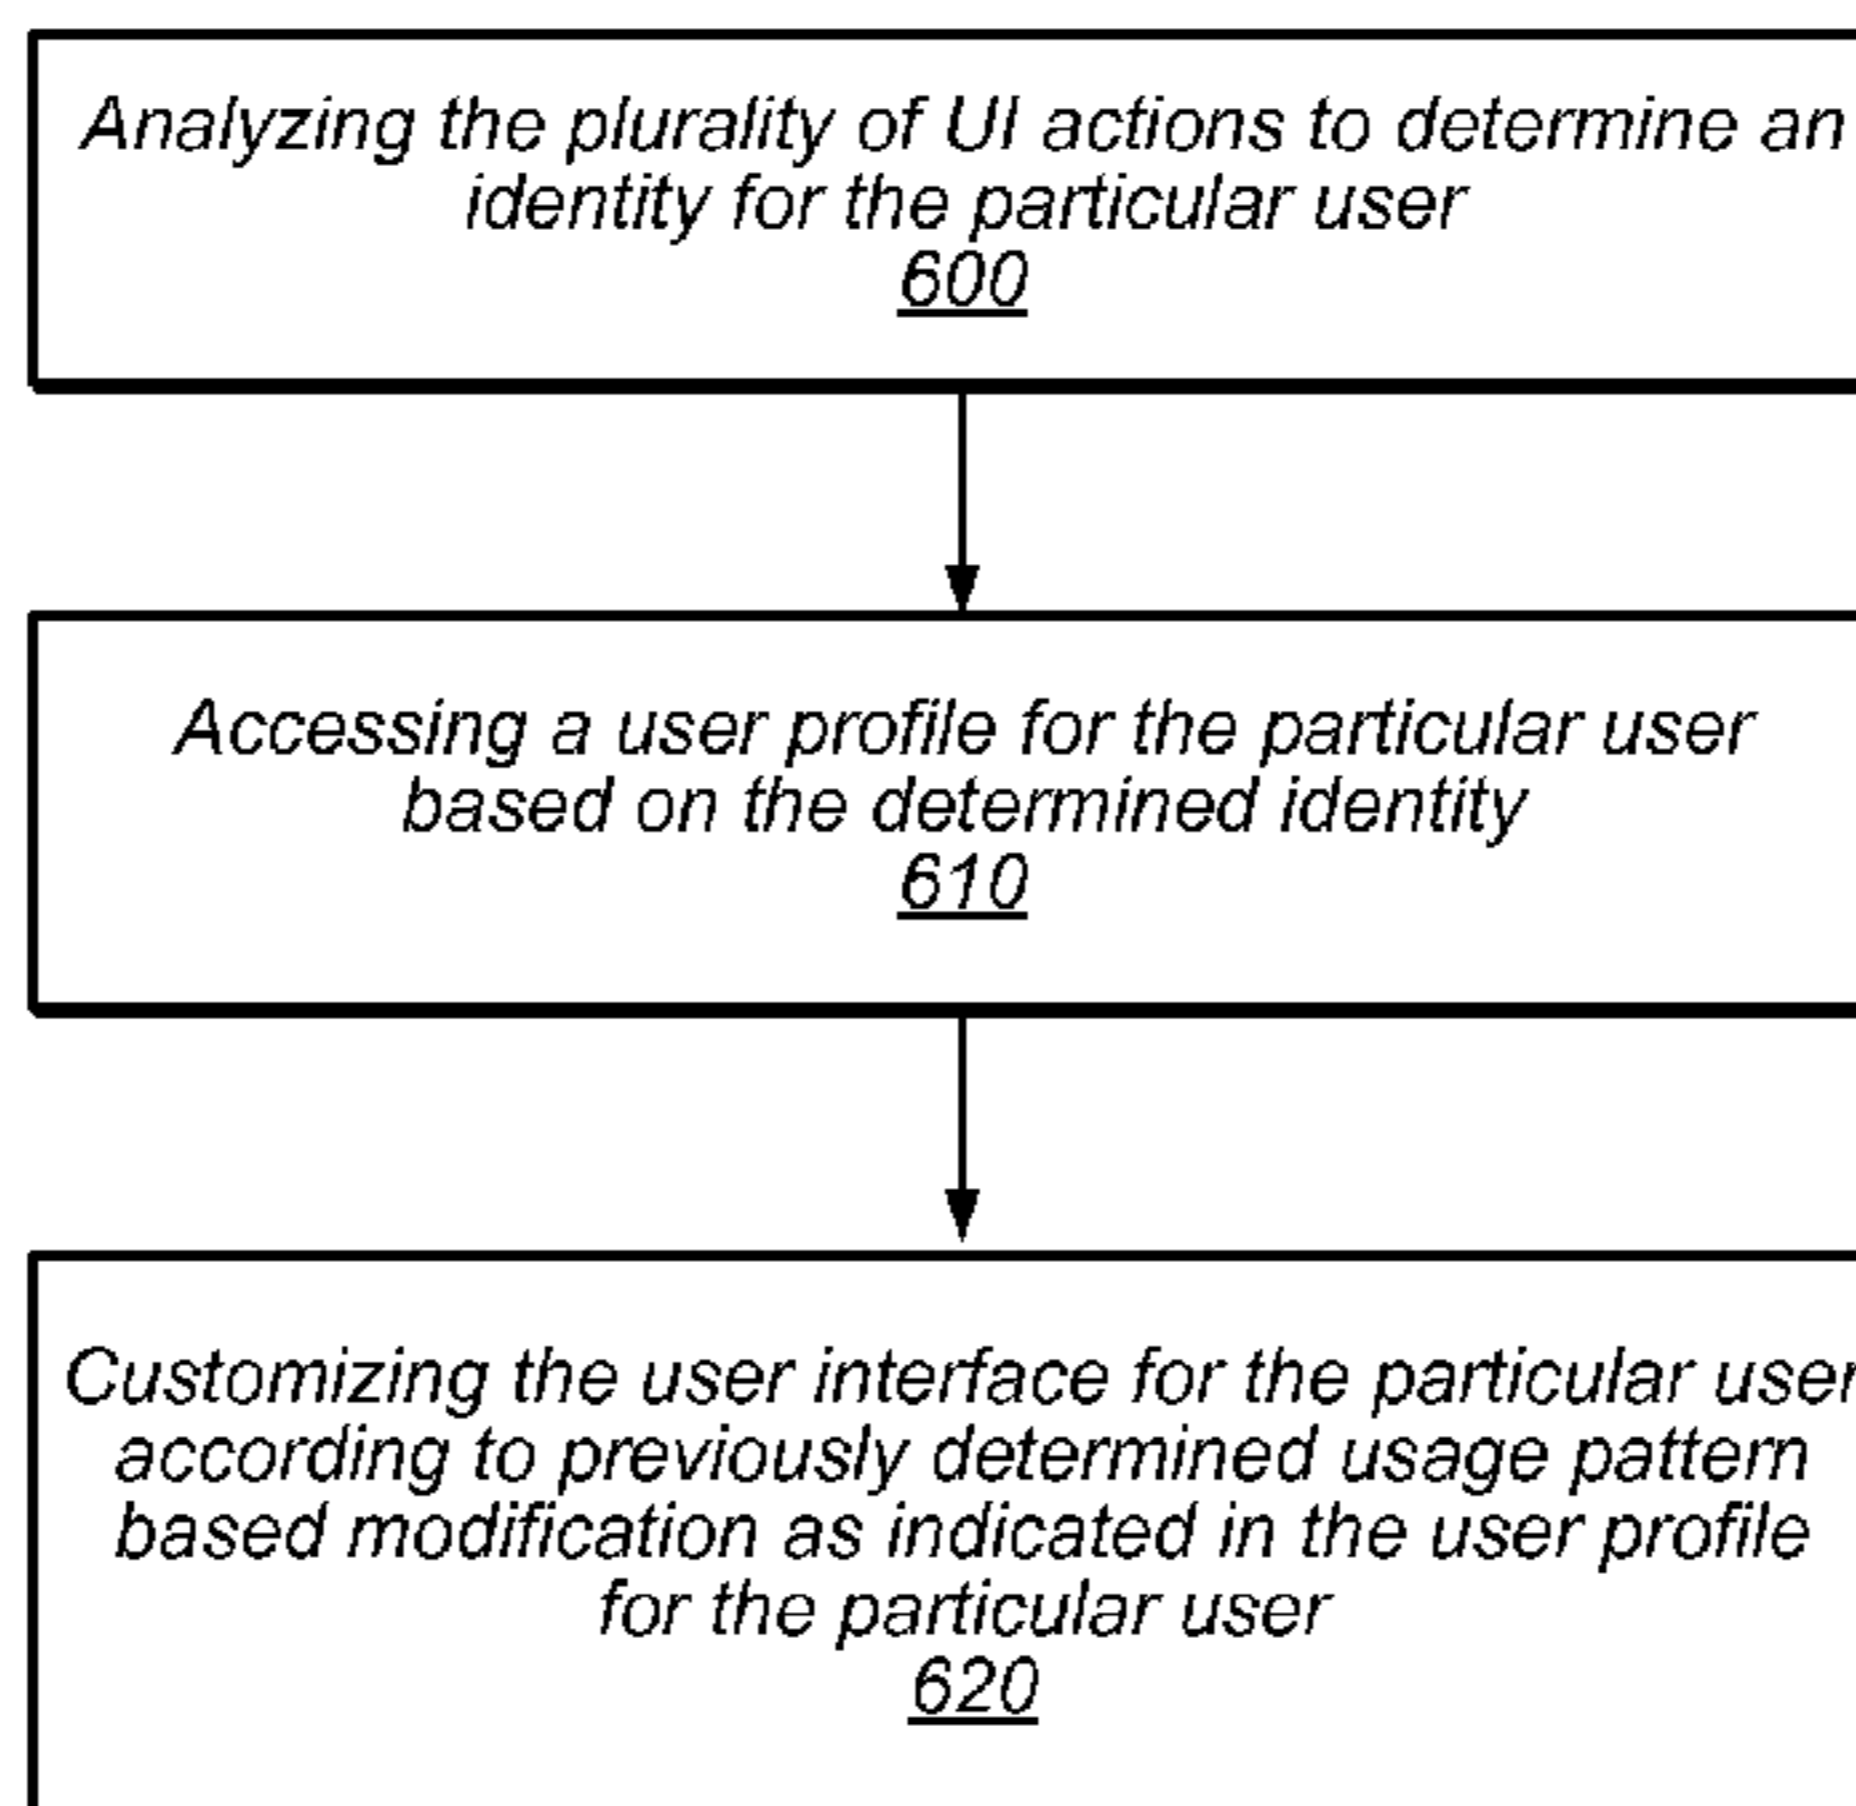 Analyzing the plurality of UI actions to determine an
identity for the particular user
600
Accessing a user profile for the particular user
based on the determined identity
610
Customizing the user interface for the particular user
according to previously determined usage pattern
based modification as indicated in the user profile
for the particular user
620